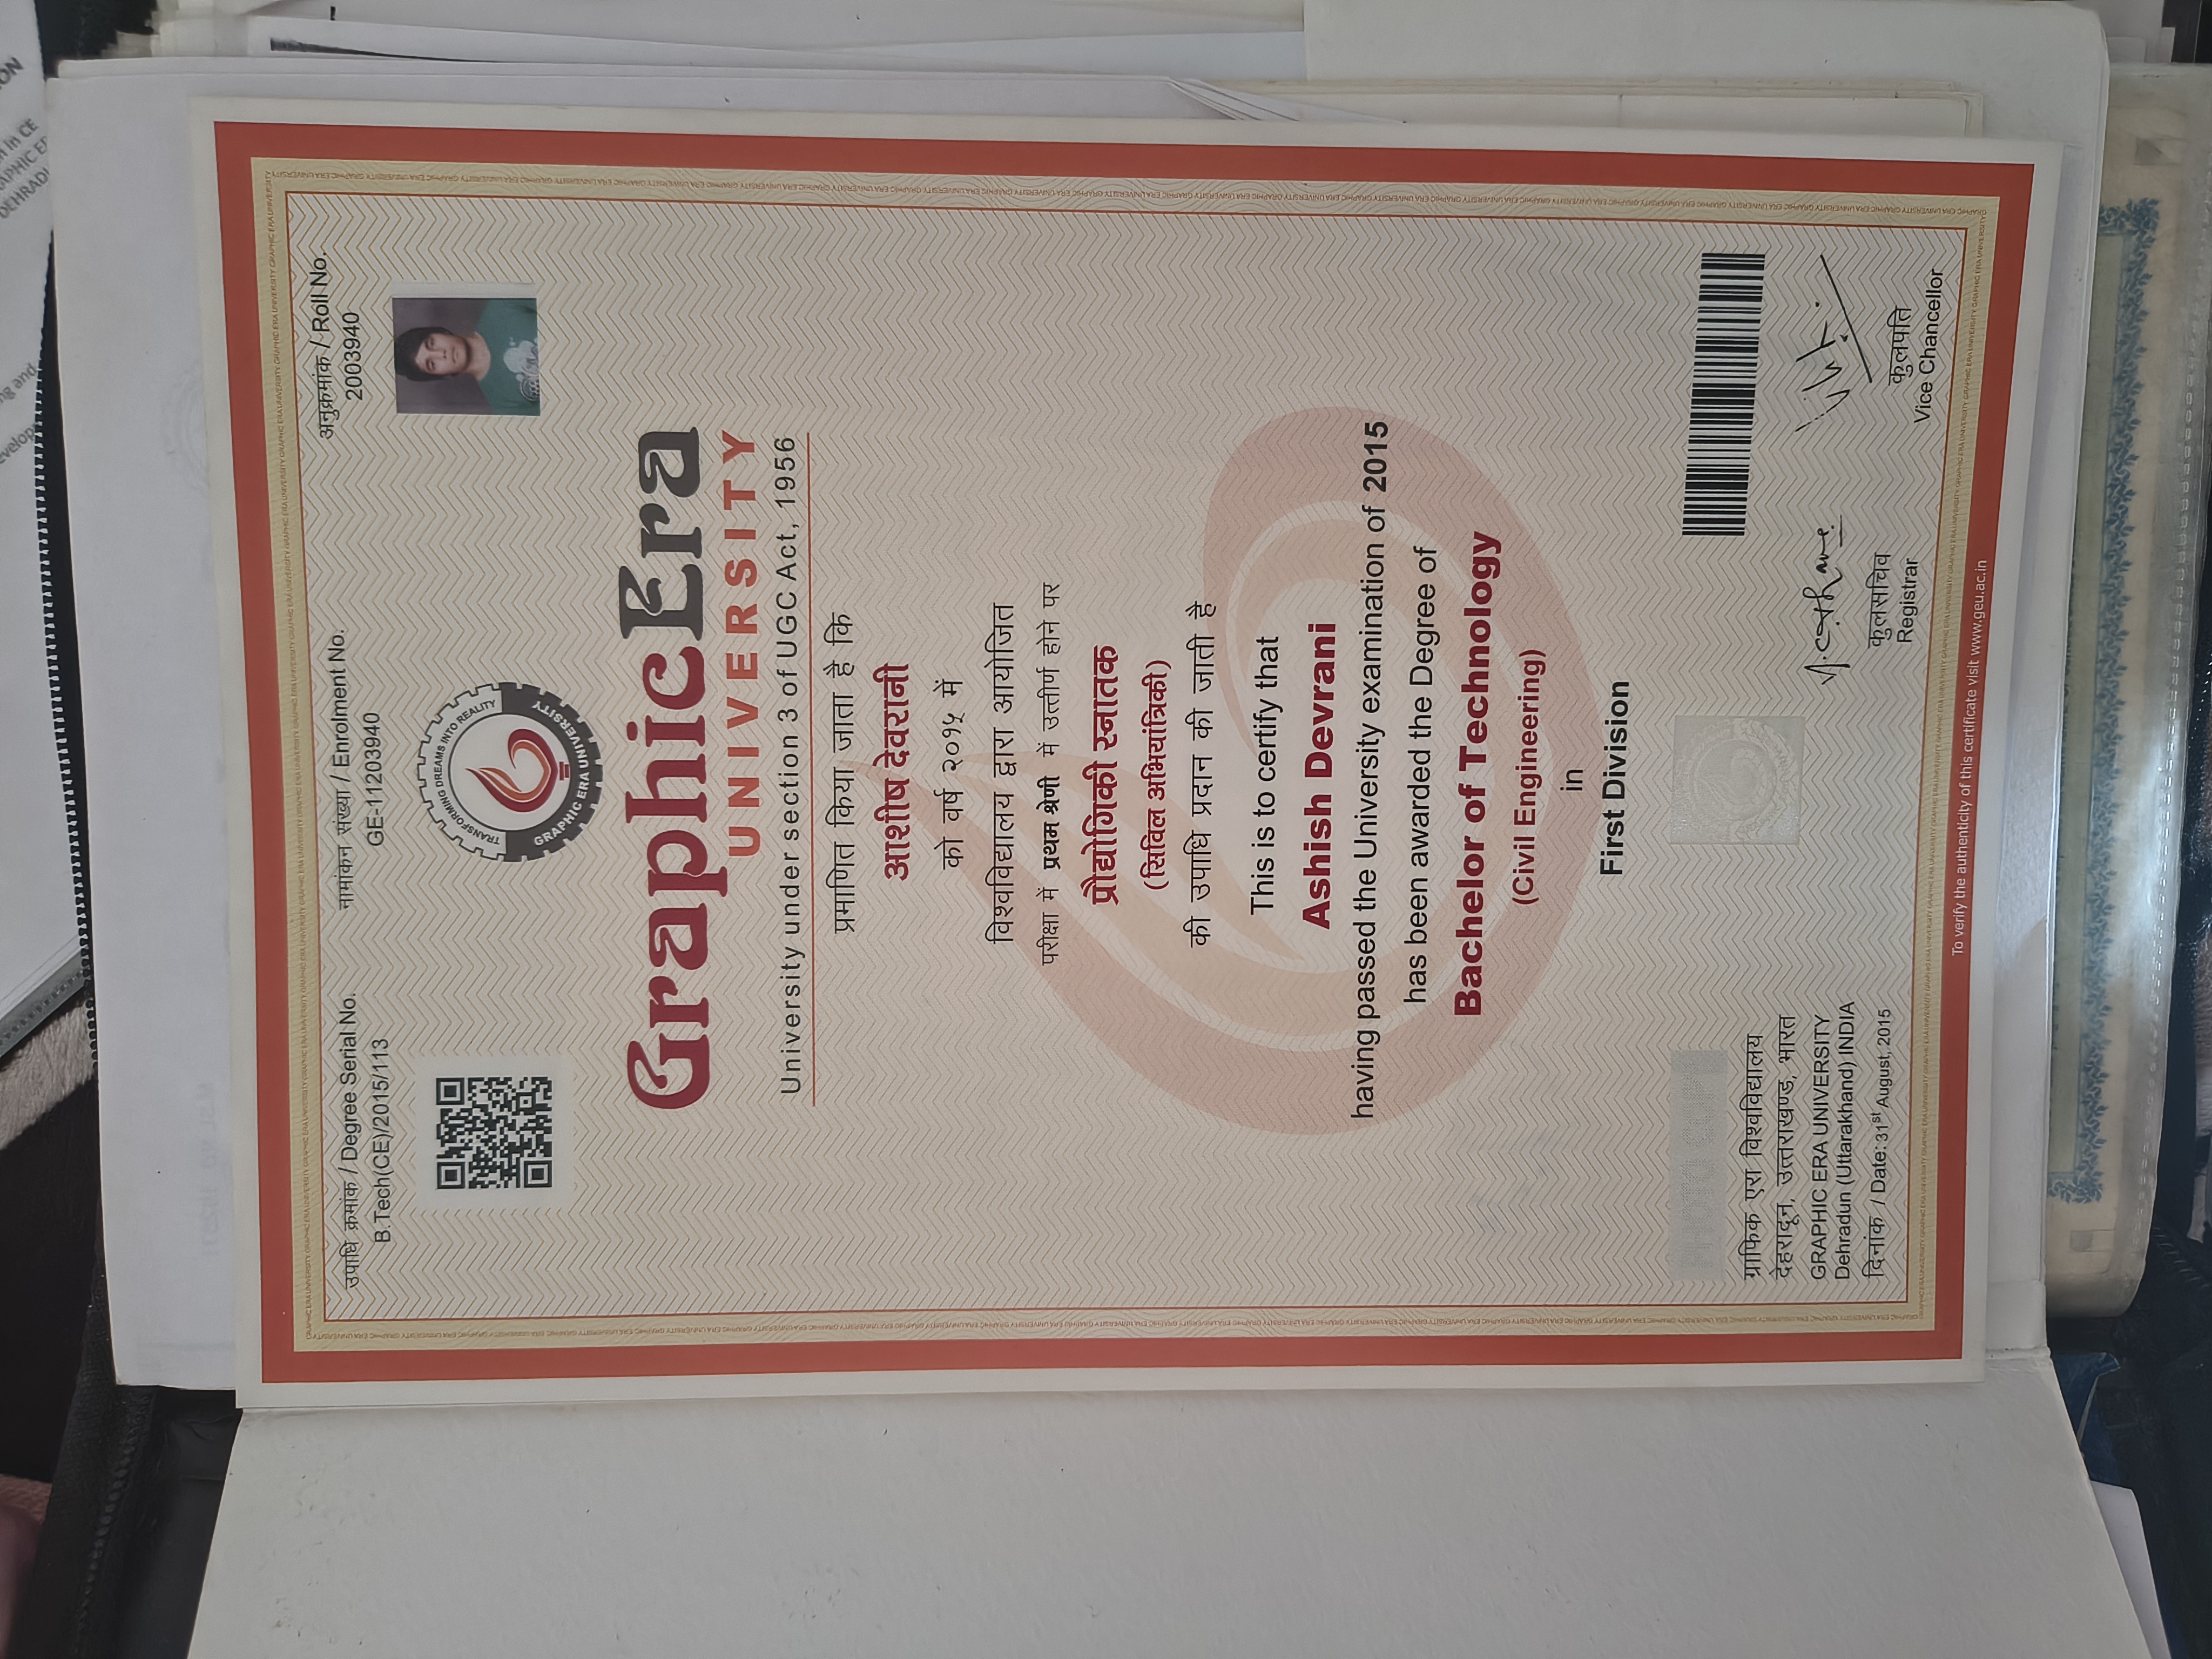 उपाधि क्रमांक / Degree Serial No.
B.Tech(CE)/2015/113
नामांकन संख्या / Enrolment No.
GE-11203940
अनुक्रमांक / Roll No.
2003940
TRANSFORMING DREAMS INTO REALITY
GRAPHIC ERA UNIVERSITY
GraphicEra
UNIVERSITY
University under section 3 of UGC Act, 1956
प्रमाणित किया जाता है कि
आशीष देवरानी
को वर्ष २०१५ में
विश्वविद्यालय द्वारा आयोजित
परीक्षा में प्रथम श्रेणी में उत्तीर्ण होने पर
प्रौद्योगिकी स्नातक
(सिविल अभियांत्रिकी)
की उपाधि प्रदान की जाती है
This is to certify that
Ashish Devrani
having passed the University examination of 2015
has been awarded the Degree of
Bachelor of Technology
(Civil Engineering)
in
First Division
ग्राफिक एरा विश्वविद्यालय
देहरादून, उत्तराखण्ड, भारत
GRAPHIC ERA UNIVERSITY
Dehradun (Uttarakhand) INDIA
दिनांक / Date: 31st August, 2015
कुलसचिव
Registrar
कुलपति
Vice Chancellor
To verify the authenticity of this certificate visit www.geu.ac.in